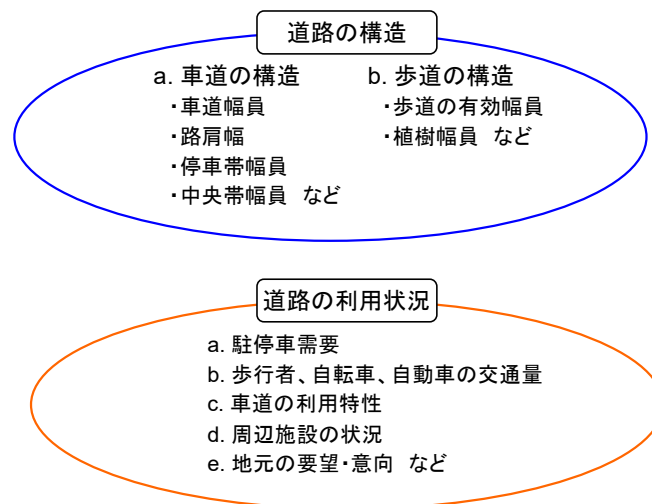 道路の構造
a. 車道の構造
・車道幅員
・路肩幅
・停車帯幅員
・中央帯幅員 など
b. 歩道の構造
・歩道の有効幅員
・植樹幅員 など
道路の利用状況
a. 駐停車需要
b. 歩行者、自転車、自動車の交通量
c. 車道の利用特性
d. 周辺施設の状況
e. 地元の要望・意向 など